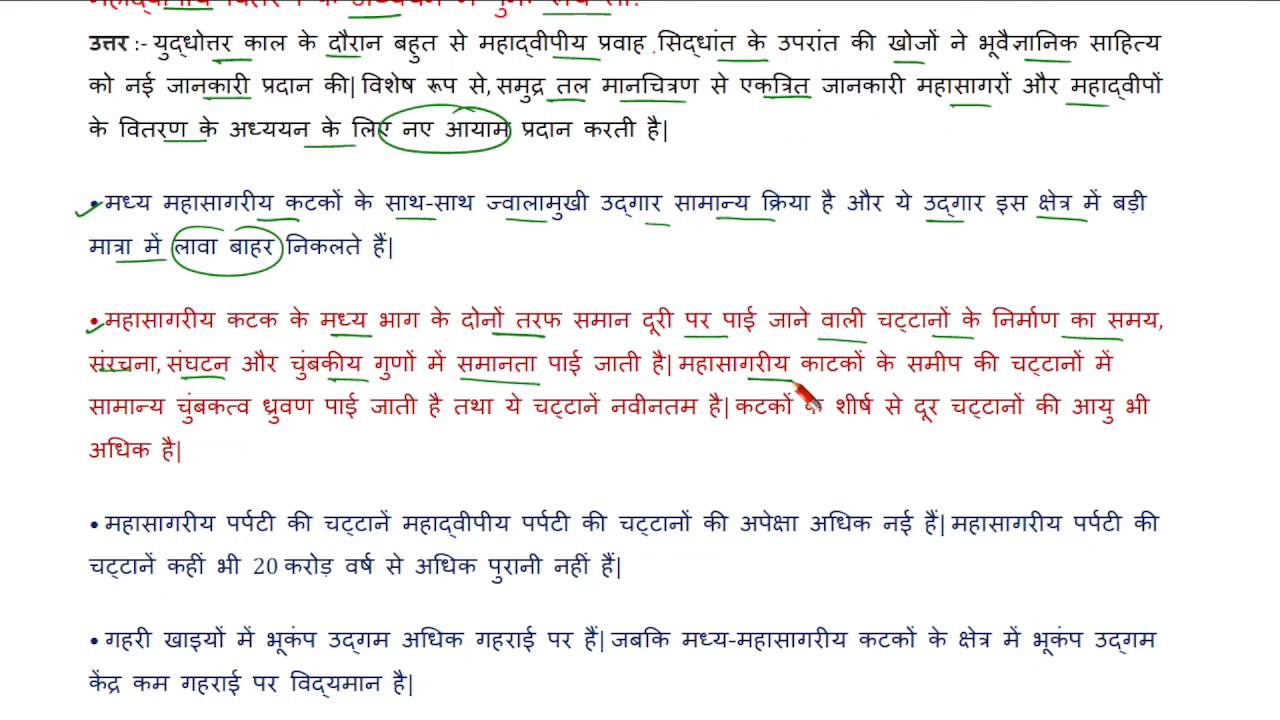 उत्तर :- युद्धोत्तर काल के दौरान बहुत से महाद्वीपीय प्रवाह सिद्धांत के उपरांत की खोजों ने भूवैज्ञानिक साहित्य
को नई जानकारी प्रदान की| विशेष रूप से, समुद्र तल मानचित्रण से एकत्रित जानकारी महासागरों और महाद्वीपों
के वितरण के अध्ययन के लिए नए आयाम प्रदान करती है|
• मध्य महासागरीय कटकों के साथ-साथ ज्वालामुखी उद्गार सामान्य क्रिया है और ये उद्गार इस क्षेत्र में बड़ी
मात्रा में लावा बाहर निकलते हैं|
• महासागरीय कटक के मध्य भाग के दोनों तरफ समान दूरी पर पाई जाने वाली चट्टानों के निर्माण का समय,
संरचना, संघटन और चुंबकीय गुणों में समानता पाई जाती है| महासागरीय काटकों के समीप की चट्टानों में
सामान्य चुंबकत्व ध्रुवण पाई जाती है तथा ये चट्टानें नवीनतम है| कटकों शीर्ष से दूर चट्टानों की आयु भी
अधिक है|
• महासागरीय पर्पटी की चट्टानें महाद्वीपीय पर्पटी की चट्टानों की अपेक्षा अधिक नई हैं| महासागरीय पर्पटी की
चट्टानें कहीं भी 20 करोड़ वर्ष से अधिक पुरानी नहीं हैं|
• गहरी खाइयों में भूकंप उद्गम अधिक गहराई पर हैं| जबकि मध्य-महासागरीय कटकों के क्षेत्र में भूकंप उद्गम
केंद्र कम गहराई पर विद्यमान है|